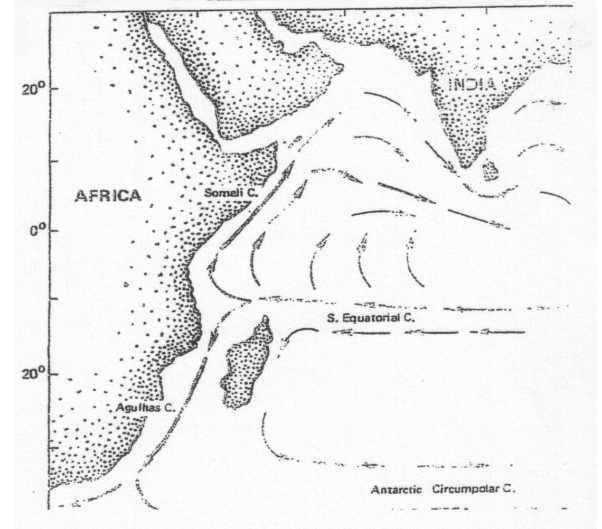 20°
INDIA
AFRICA
Somali C.
0°
S. Equatorial C.
20°
Agulhas C.
Antarctic Circumpolar C.